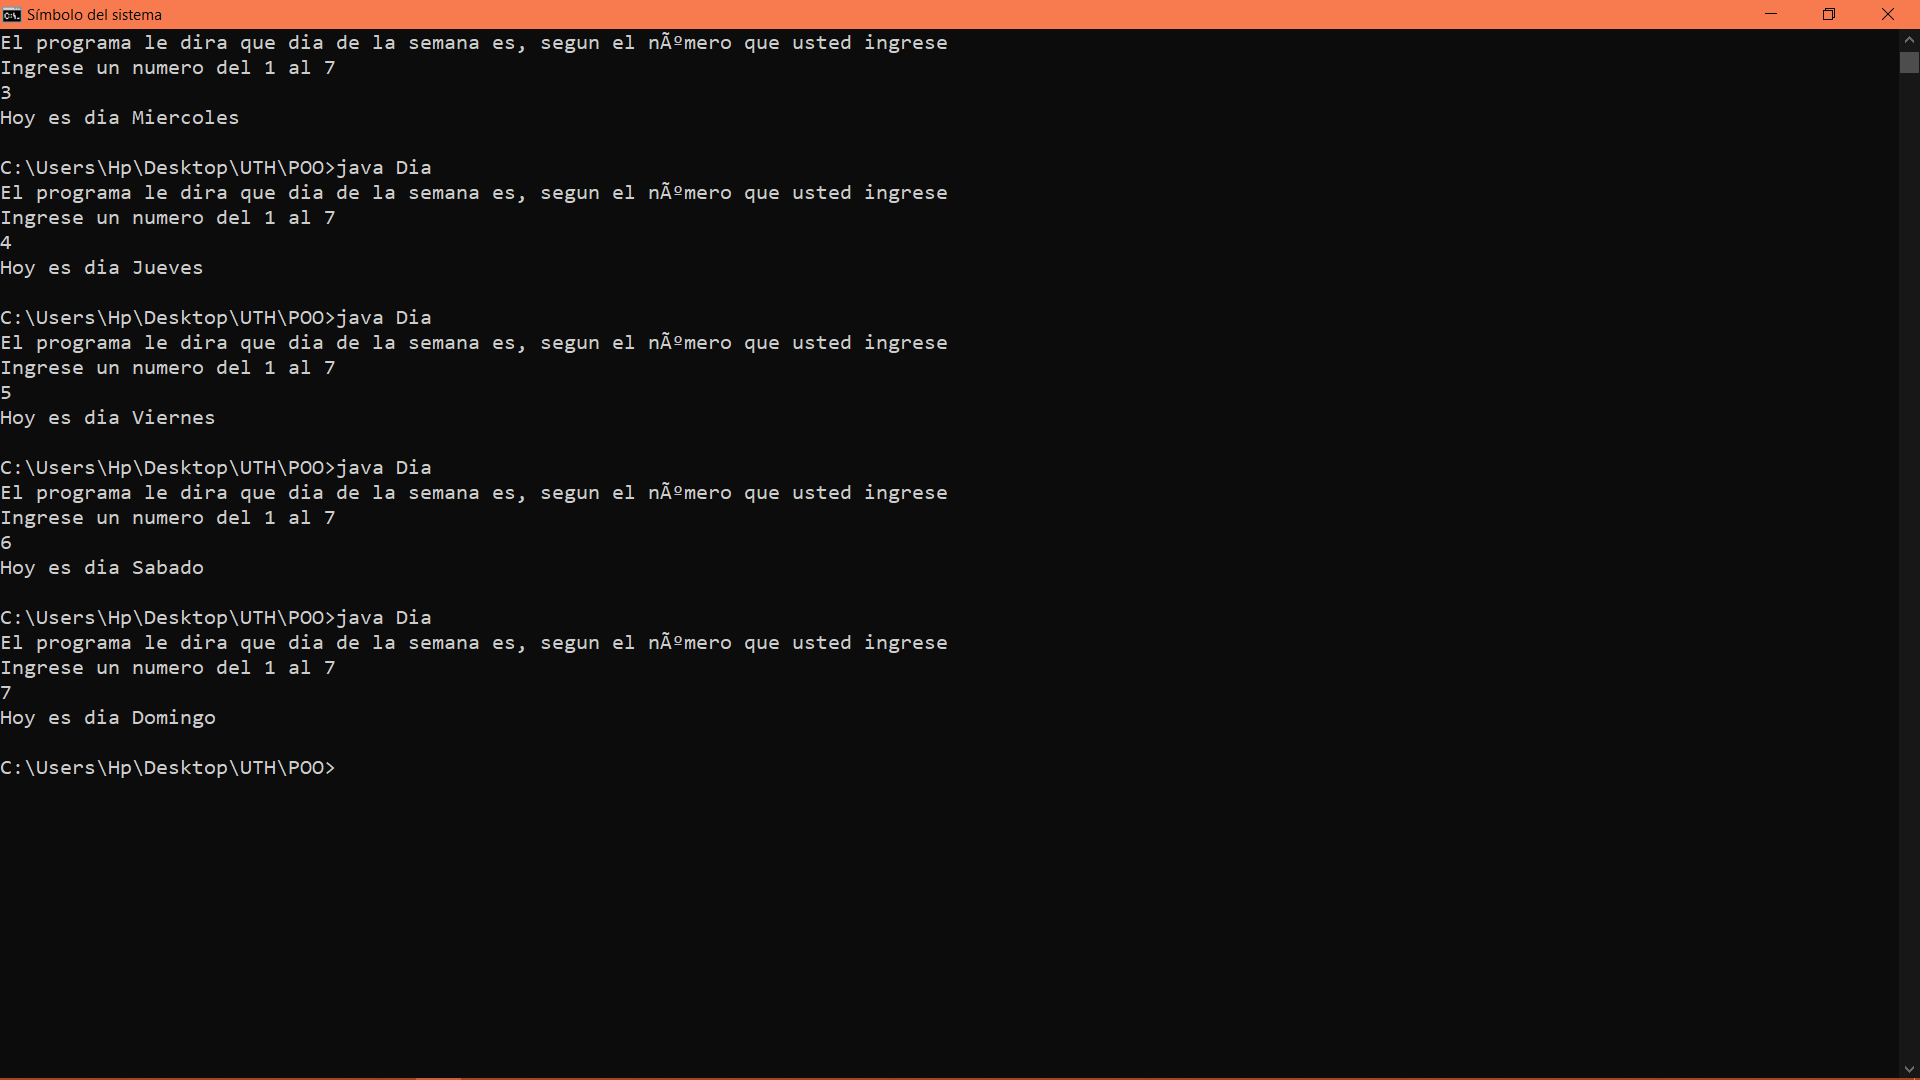 Símbolo del sistema
El programa le dira que dia de la semana es, segun el nÃºmero que usted ingrese
Ingrese un numero del 1 al 7
3
Hoy es dia Miercoles
C:\Users\Hp\Desktop\UTH\POO>java Dia
El programa le dira que dia de la semana es, segun el nÃºmero que usted ingrese
Ingrese un numero del 1 al 7
4
Hoy es dia Jueves
C:\Users\Hp\Desktop\UTH\POO>java Dia
El programa le dira que dia de la semana es, segun el nÃºmero que usted ingrese
Ingrese un numero del 1 al 7
5
Hoy es dia Viernes
C:\Users\Hp\Desktop\UTH\POO>java Dia
El programa le dira que dia de la semana es, segun el nÃºmero que usted ingrese
Ingrese un numero del 1 al 7
6
Hoy es dia Sabado
C:\Users\Hp\Desktop\UTH\POO>java Dia
El programa le dira que dia de la semana es, segun el nÃºmero que usted ingrese
Ingrese un numero del 1 al 7
7
Hoy es dia Domingo
C:\Users\Hp\Desktop\UTH\POO>